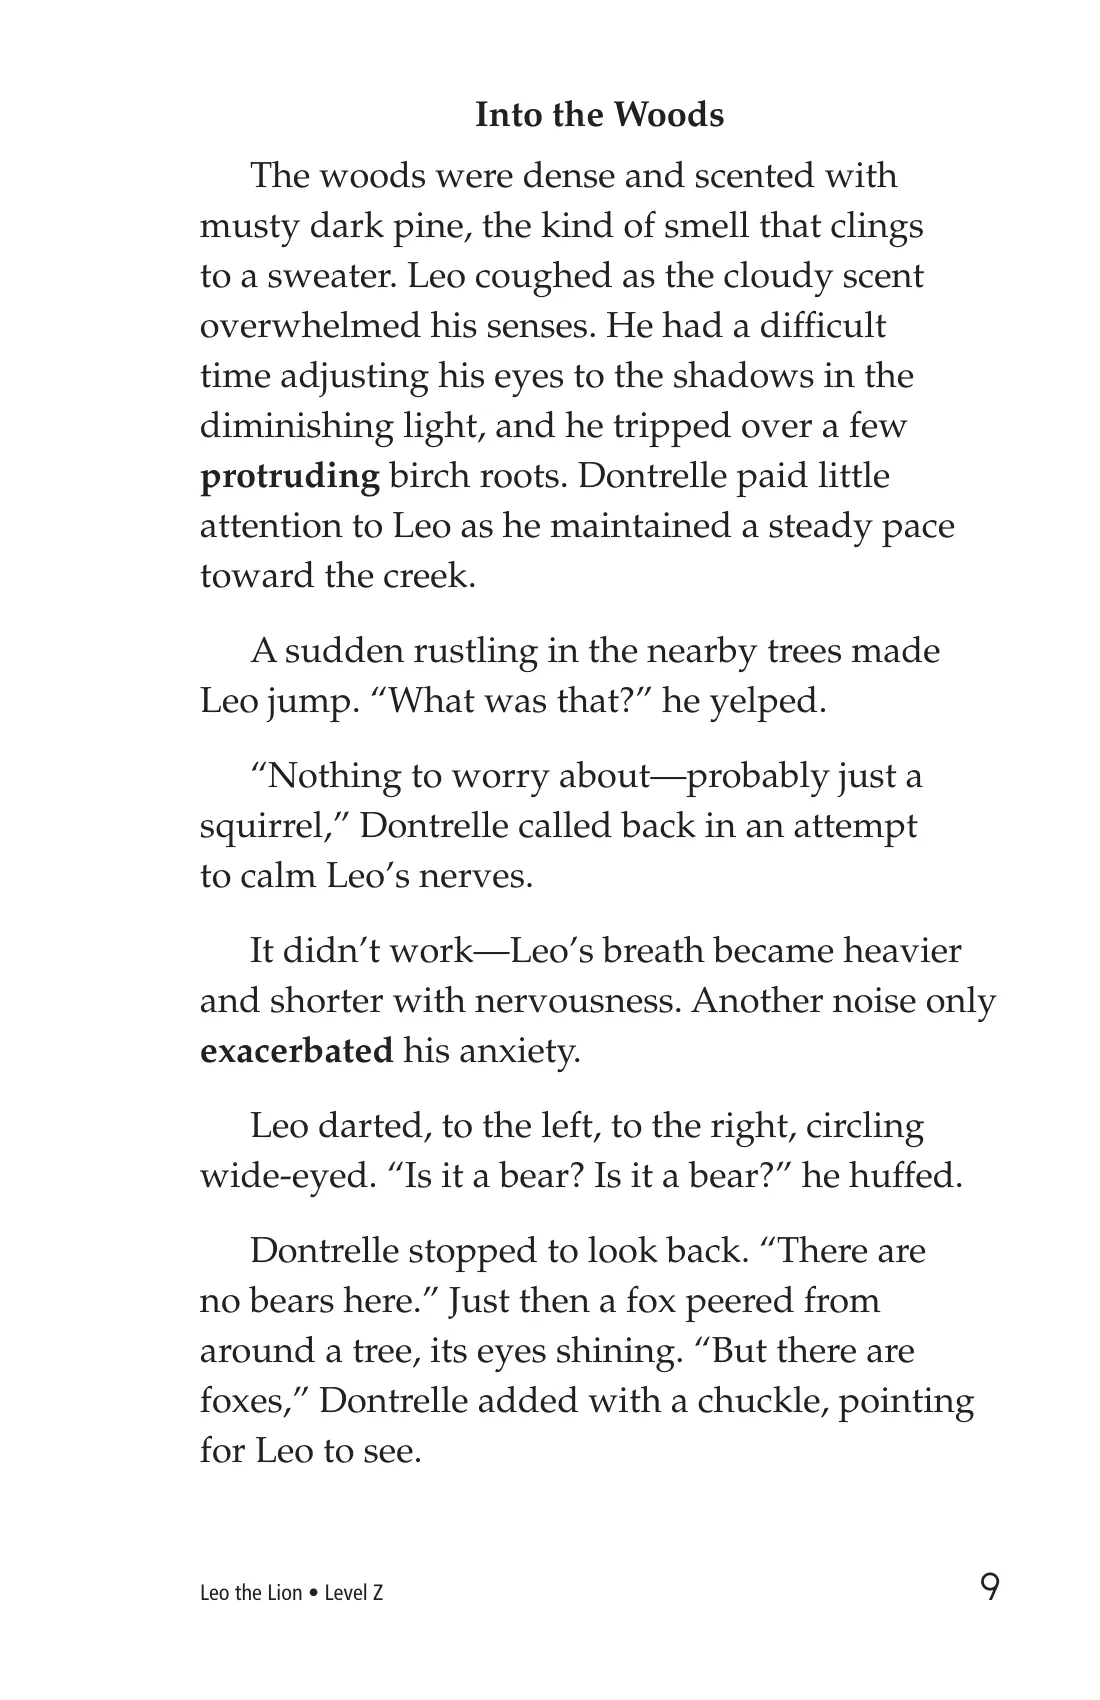 Into the Woods
The woods were dense and scented with
musty dark pine, the kind of smell that clings
to a sweater. Leo coughed as the cloudy scent
overwhelmed his senses. He had a difficult
time adjusting his eyes to the shadows in the
diminishing light, and he tripped over a few
protruding birch roots. Dontrelle paid little
attention to Leo as he maintained a steady pace
toward the creek.
A sudden rustling in the nearby trees made
Leo jump. “What was that?” he yelped.
“Nothing to worry about—probably just a
squirrel,” Dontrelle called back in an attempt
to calm Leo’s nerves.
It didn’t work—Leo’s breath became heavier
and shorter with nervousness. Another noise only
exacerbated his anxiety.
Leo darted, to the left, to the right, circling
wide-eyed. “Is it a bear? Is it a bear?” he huffed.
Dontrelle stopped to look back. “There are
no bears here.” Just then a fox peered from
around a tree, its eyes shining. “But there are
foxes,” Dontrelle added with a chuckle, pointing
for Leo to see.
Leo the Lion • Level Z
9